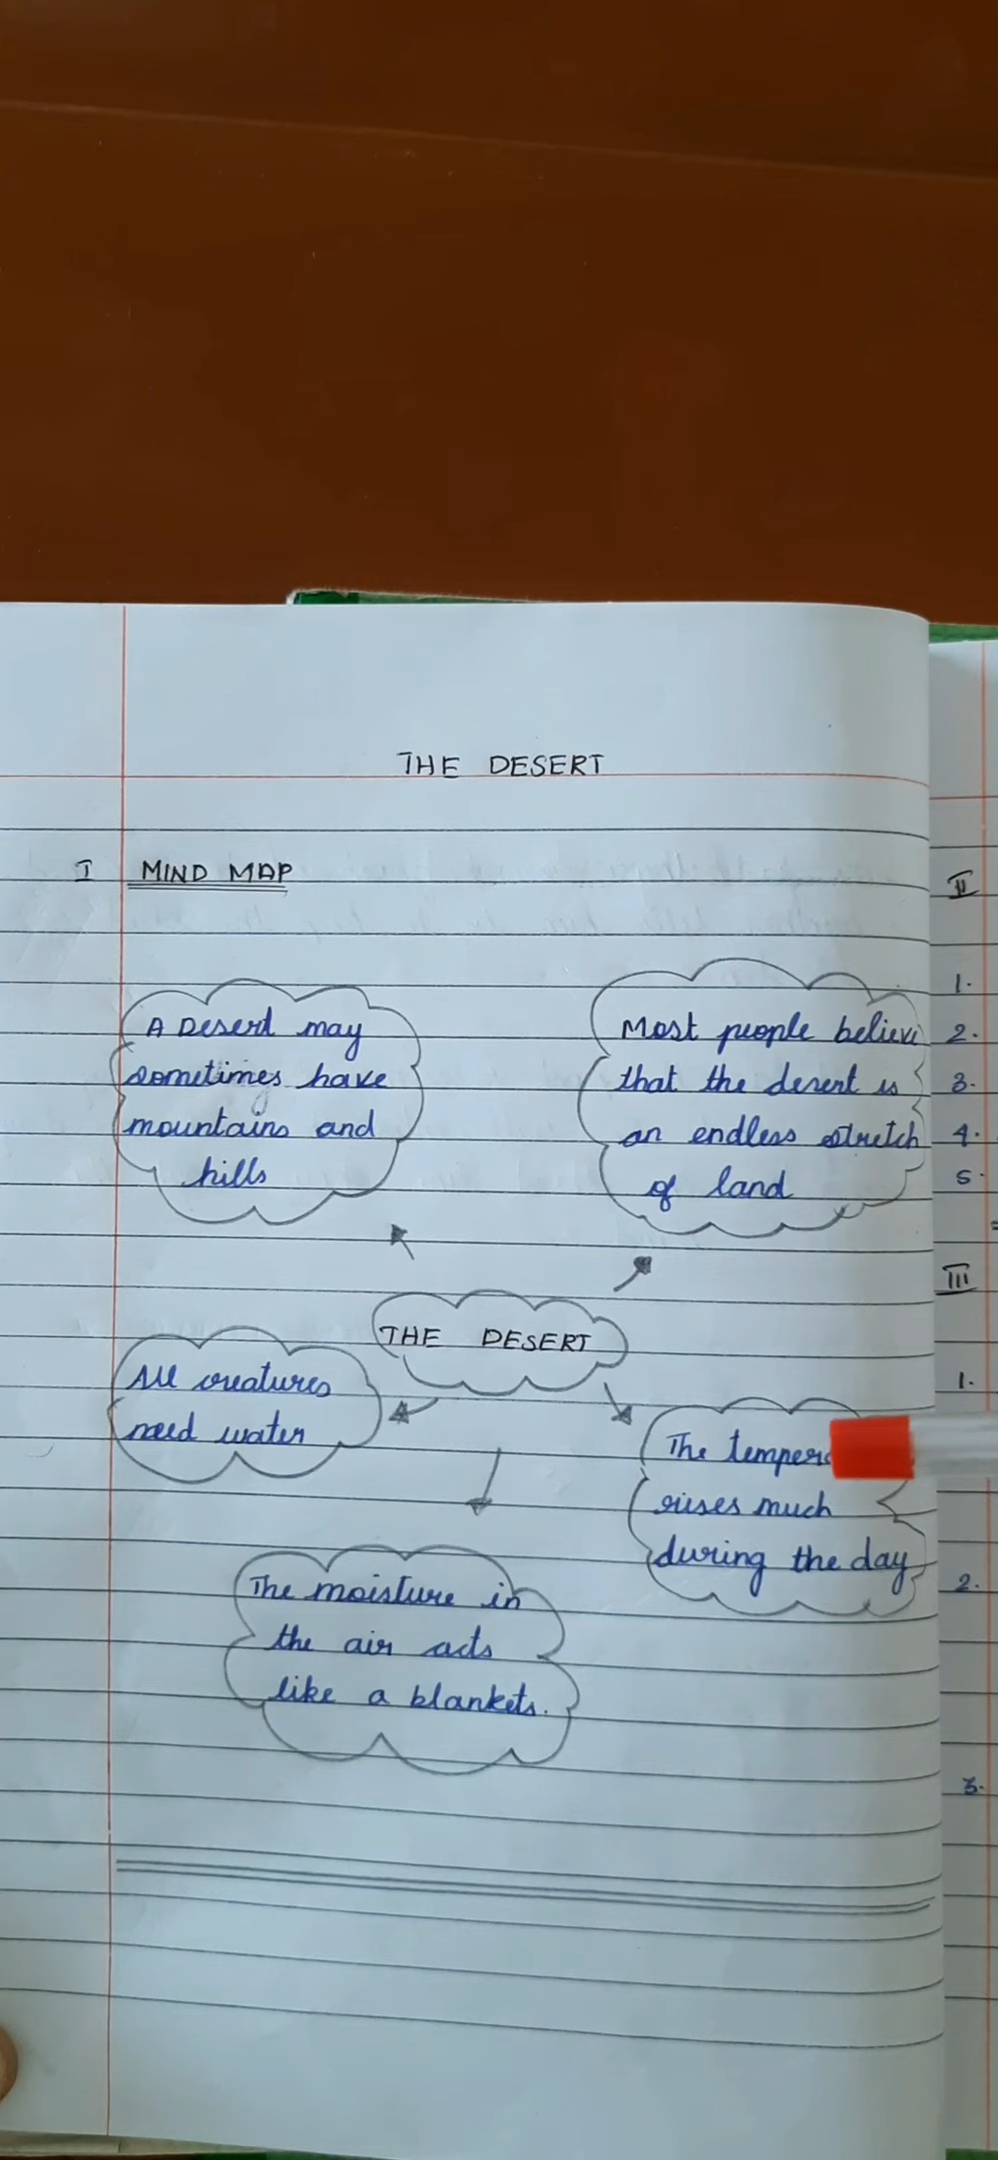 THE DESERT
I MIND MAP
A Desert may
sometimes have
mountains and
hills
Most people believe
that the desert is
an endless stretch
of land
THE DESERT
All creatures
need water
The temper
rises much
during the day
The moisture in
the air acts
like a blankets.
II
1.
2.
3.
4.
5.
III
1.
2.
3.